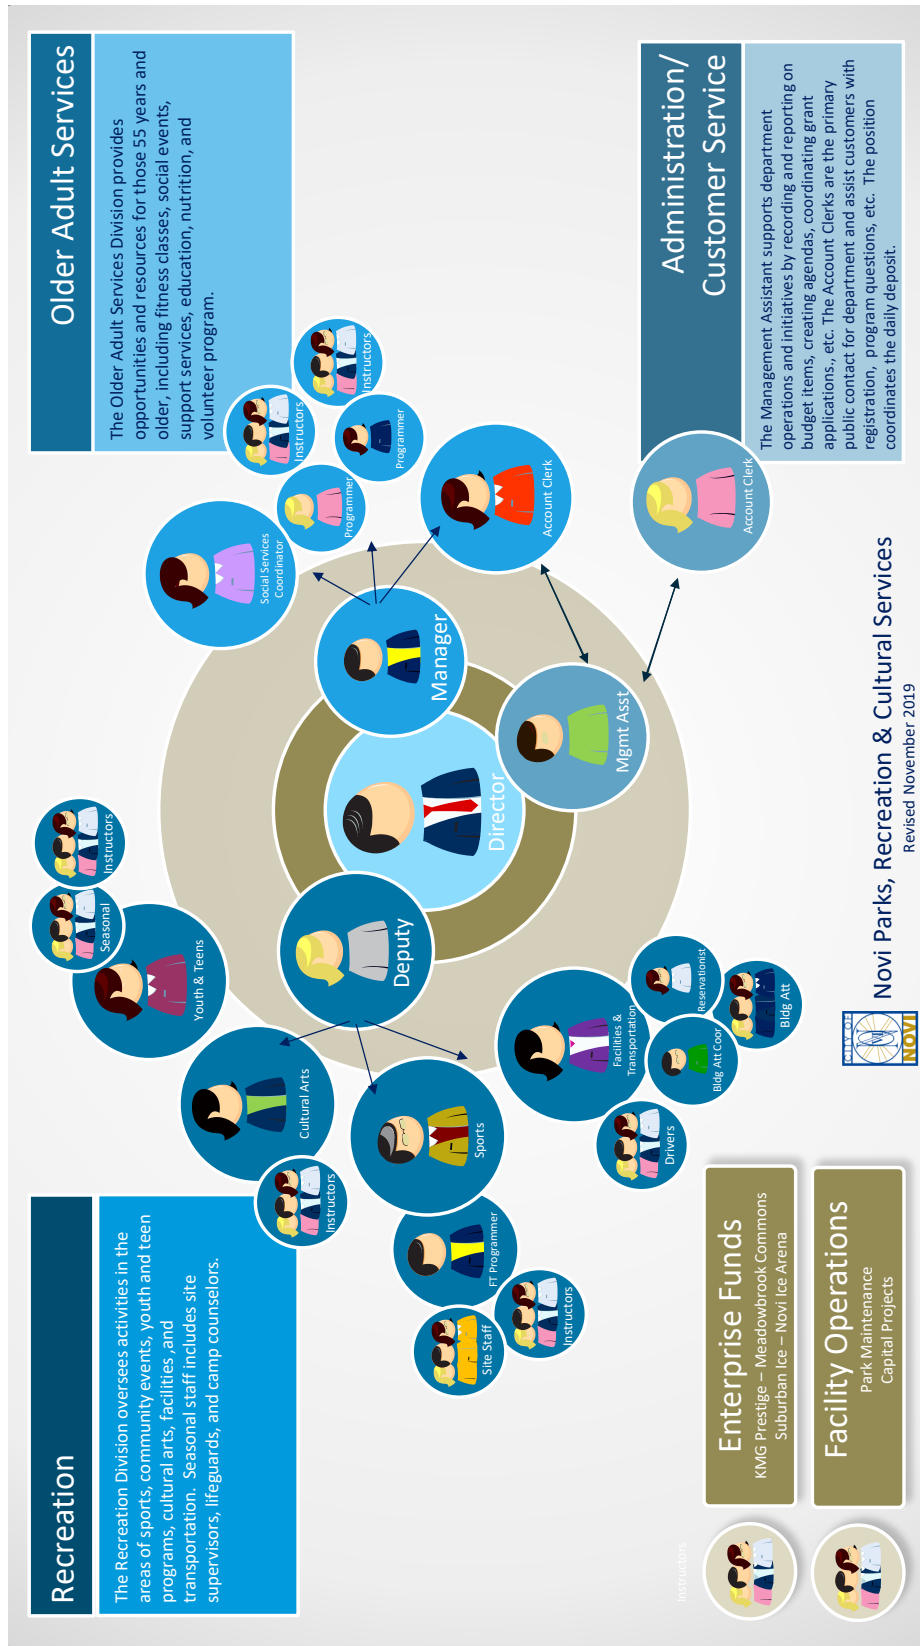 Recreation
The Recreation Division oversees activities in the
areas of sports, community events, youth and teen
programs, cultural arts, facilities ,and
transportation.  Seasonal staff includes site
supervisors, lifeguards, and camp counselors.
Older Adult Services
The Older Adult Services Division provides
opportunities and resources for those 55 years and
older, including fitness classes, social events,
support services, education, nutrition, and
volunteer program.
Seasonal
Instructors
Youth & Teens
Cultural Arts
Instructors
Sports
FT Programmer
Site Staff
Instructors
Deputy
Director
Manager
Social Services
Coordinator
Programmer
Instructors
Programmer
Instructors
Account Clerk
Mgmt Asst
Account Clerk
Facilities &
Transportation
Reservationist
Bldg Att Coor
Bldg Att
Drivers
Administration/
Customer Service
The Management Assistant supports department
operations and initiatives by recording and reporting on
budget items, creating agendas, coordinating grant
applications., etc. The Account Clerks are the primary
public contact for department and assist customers with
registration,  program questions, etc.  The position
coordinates the daily deposit.
Instructors
Enterprise Funds
KMG Prestige – Meadowbrook Commons
Suburban Ice – Novi Ice Arena
Facility Operations
Park Maintenance
Capital Projects
CITY OF
NOVI
Novi Parks, Recreation & Cultural Services
Revised November 2019